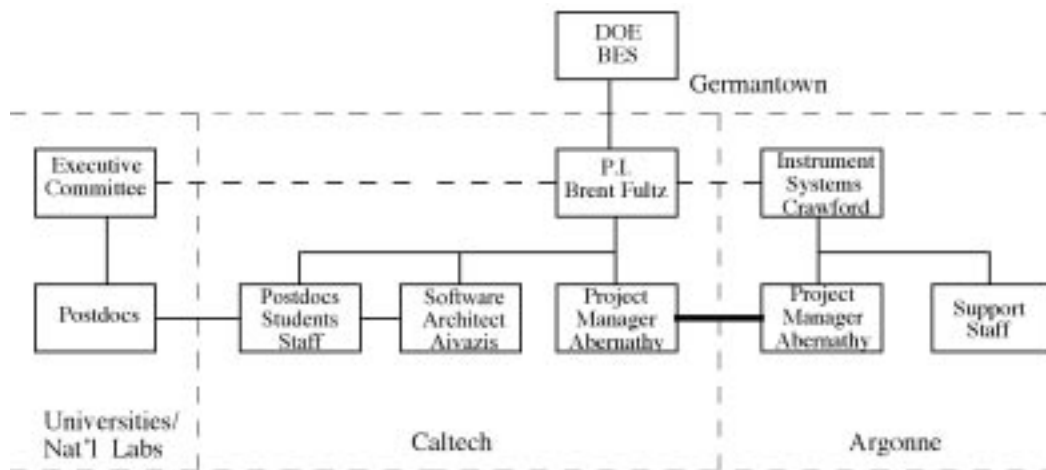 DOE
BES
Germantown
Executive
Committee
P.I.
Brent Fultz
Instrument
Systems
Crawford
Postdocs
Postdocs
Students
Staff
Software
Architect
Aivazis
Project
Manager
Abernathy
Project
Manager
Abernathy
Support
Staff
Universities/
Nat'l Labs
Caltech
Argonne